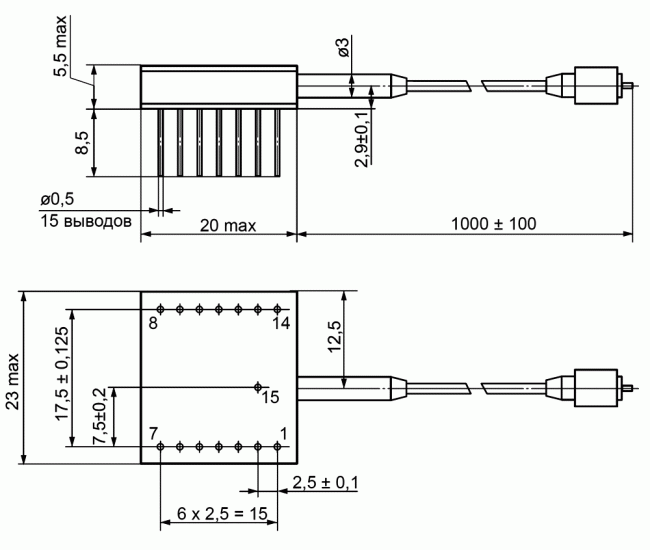 5,5 max
8,5
ø3
2,9±0,1
ø0,5
15 выводов
20 max
1000 ± 100
23 max
17,5 ± 0,125
7,5±0,2
8
14
12,5
15
7
1
2,5 ± 0,1
6 x 2,5 = 15